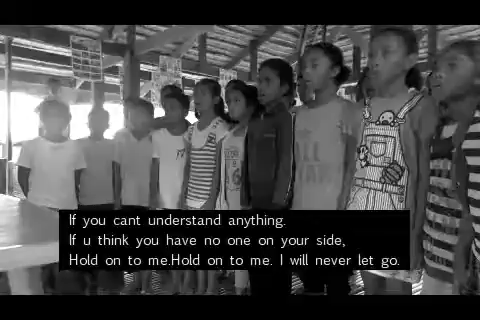 If you cant understand anything.
If u think you have no one on your side,
Hold on to me.Hold on to me. I will never let go.